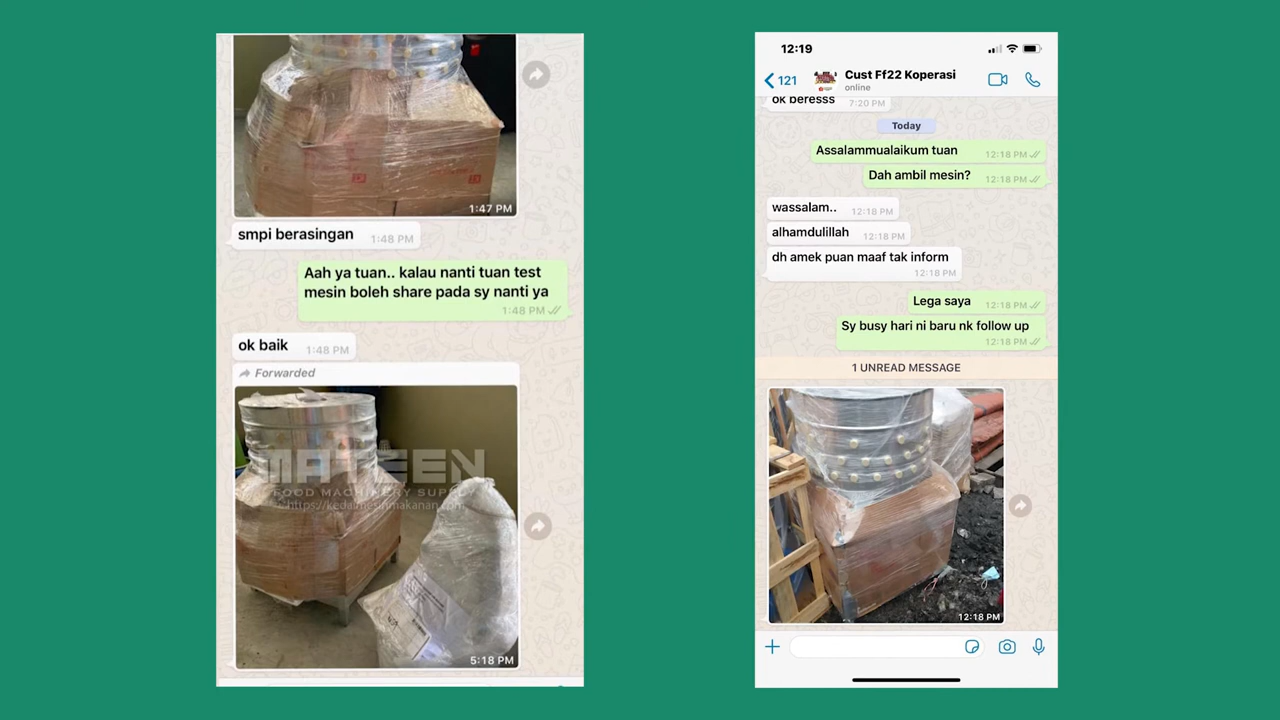 1:47 PM
smpi berasingan
1:48 PM
Aah ya tuan.. kalau nanti tuan test
mesin boleh share pada sy nanti ya
1:48 PM
ok baik
1:48 PM
Forwarded
MATEEN
FOOD MACHINERY SUPPLY
©https://kedaimesinmakanan.com
5:18 PM
12:19
121
Cust Ff22 Koperasi
online
ok beresss
7:20 PM
Today
Assalammualaikum tuan
12:18 PM
Dah ambil mesin?
12:18 PM
wassalam..
12:18 PM
alhamdulillah
12:18 PM
dh amek puan maaf tak inform
12:18 PM
Lega saya
12:18 PM
Sy busy hari ni baru nk follow up
12:18 PM
1 UNREAD MESSAGE
12:18 PM